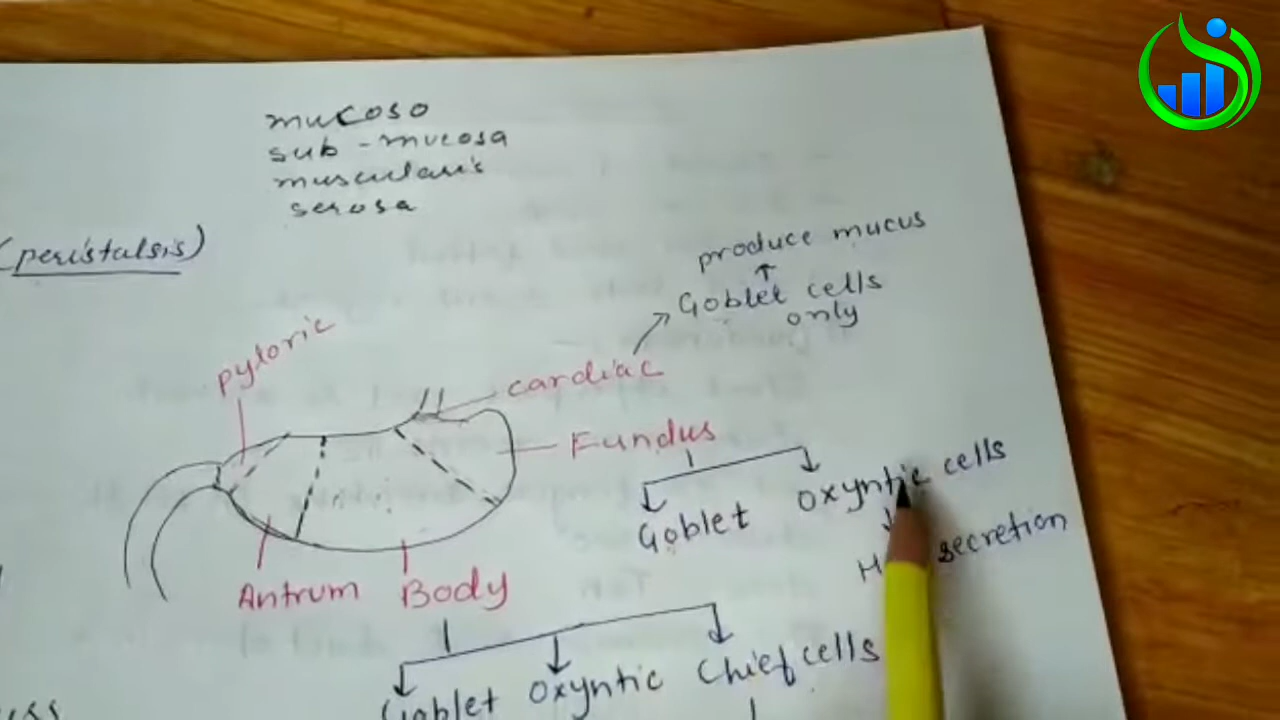 mucoso
sub-mucosa
muscularis
serosa
(peristalsis)
produce mucus
Goblet cells
only
pyloric
cardiac
Fundus
Goblet
oxyntic cells
secretion
Antrum
Body
Goblet
oxyntic
Chief cells